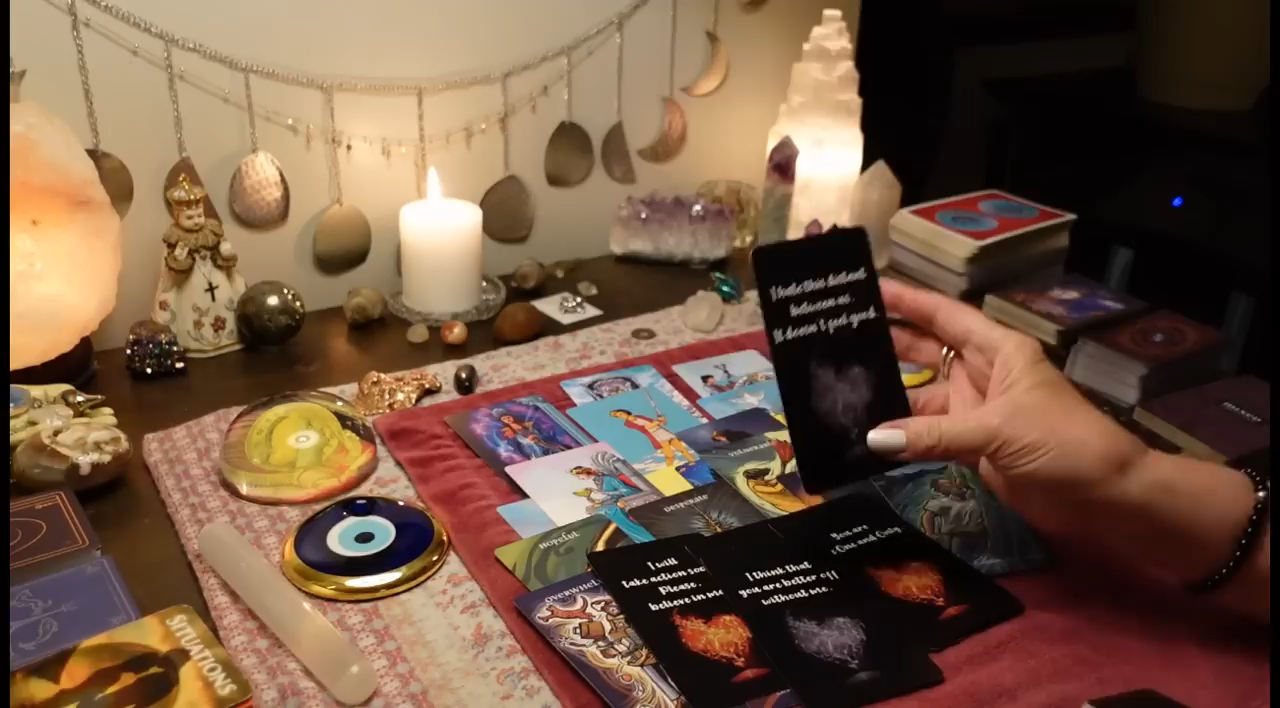 I hate this distance
between us.
It doesn't feel good.
HOPEFUL
DESPERATE
OVERWHEL
I will
take action soo
Please,
believe in me
I think that
you are better off
without me.
You are
One and Only
SITUATIONS